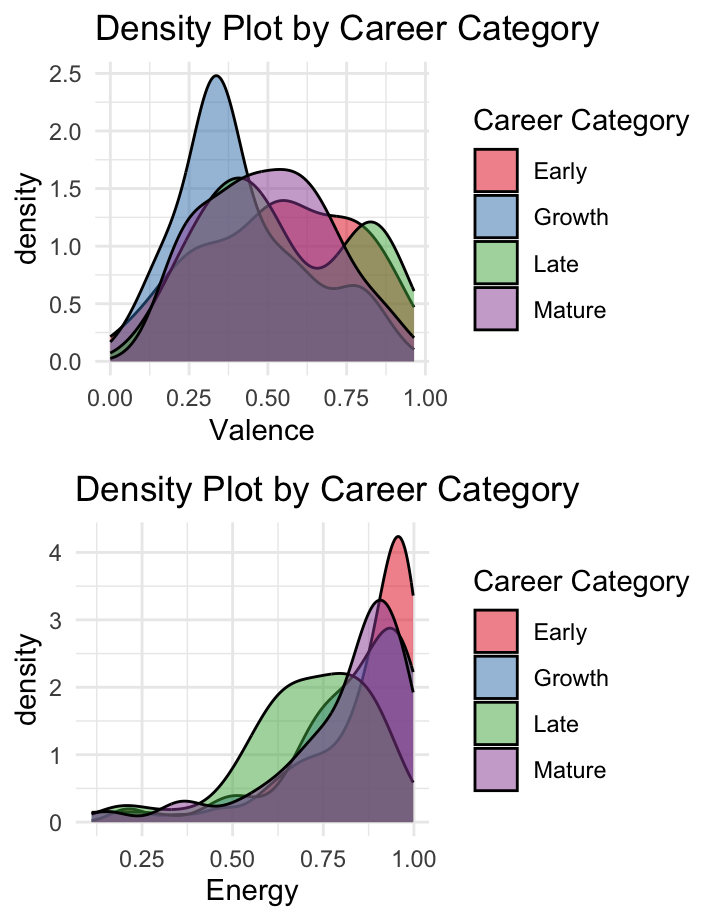 Density Plot by Career Category
2.5
2.0
1.5
1.0
0.5
0.0
density
0.00 0.25 0.50 0.75 1.00
Valence
Career Category
Early
Growth
Late
Mature
Density Plot by Career Category
4
3
2
1
0
density
0.25 0.50 0.75 1.00
Energy
Career Category
Early
Growth
Late
Mature